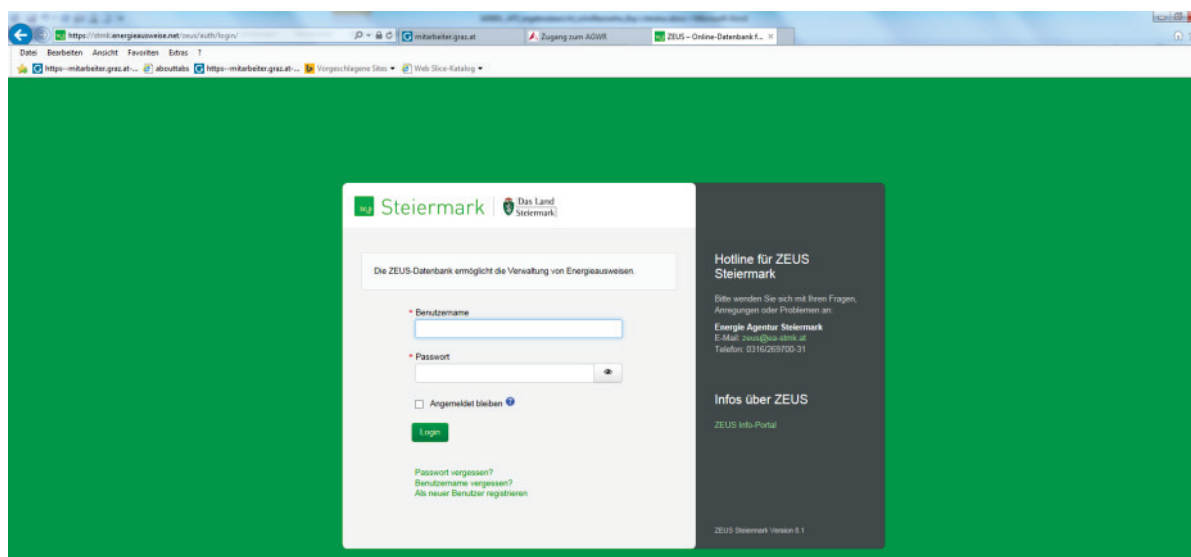 https://stmk.energieausweise.net/zeus/auth/login/
mitarbeiter.graz.at
Zugang zum AGWR
ZEUS – Online-Datenbank f...
Datei Bearbeiten Ansicht Favoriten Extras ?
https--mitarbeiter.graz.at-... abouttabs https--mitarbeiter.graz.at-... Vorgeschlagene Sites Web Slice-Katalog
Steiermark
Das Land
Steiermark
Die ZEUS-Datenbank ermöglicht die Verwaltung von Energieausweisen.
* Benutzername
* Passwort
Angemeldet bleiben ?
Login
Passwort vergessen?
Benutzername vergessen?
Als neuer Benutzer registrieren
Hotline für ZEUS
Steiermark
Bitte wenden Sie sich mit Ihren Fragen,
Anregungen oder Problemen an:
Energie Agentur Steiermark
E-Mail: zeus@ea-stmk.at
Telefon: 0316/269700-31
Infos über ZEUS
ZEUS Info-Portal
ZEUS Steiermark Version 8.1